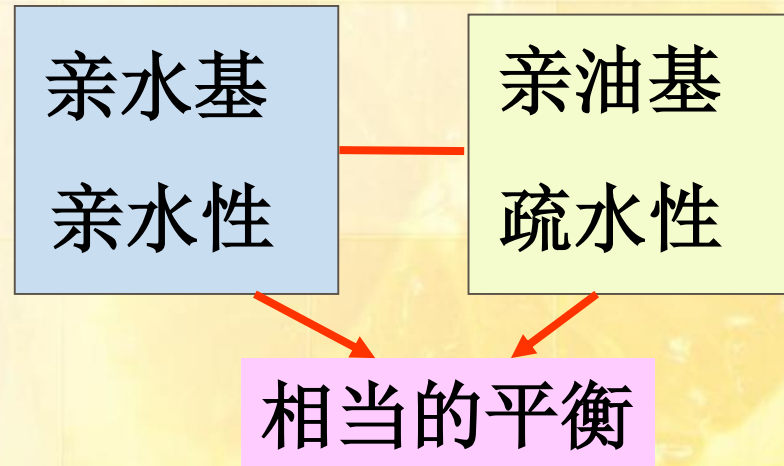 亲水基
亲水性
亲油基
疏水性
相当的平衡